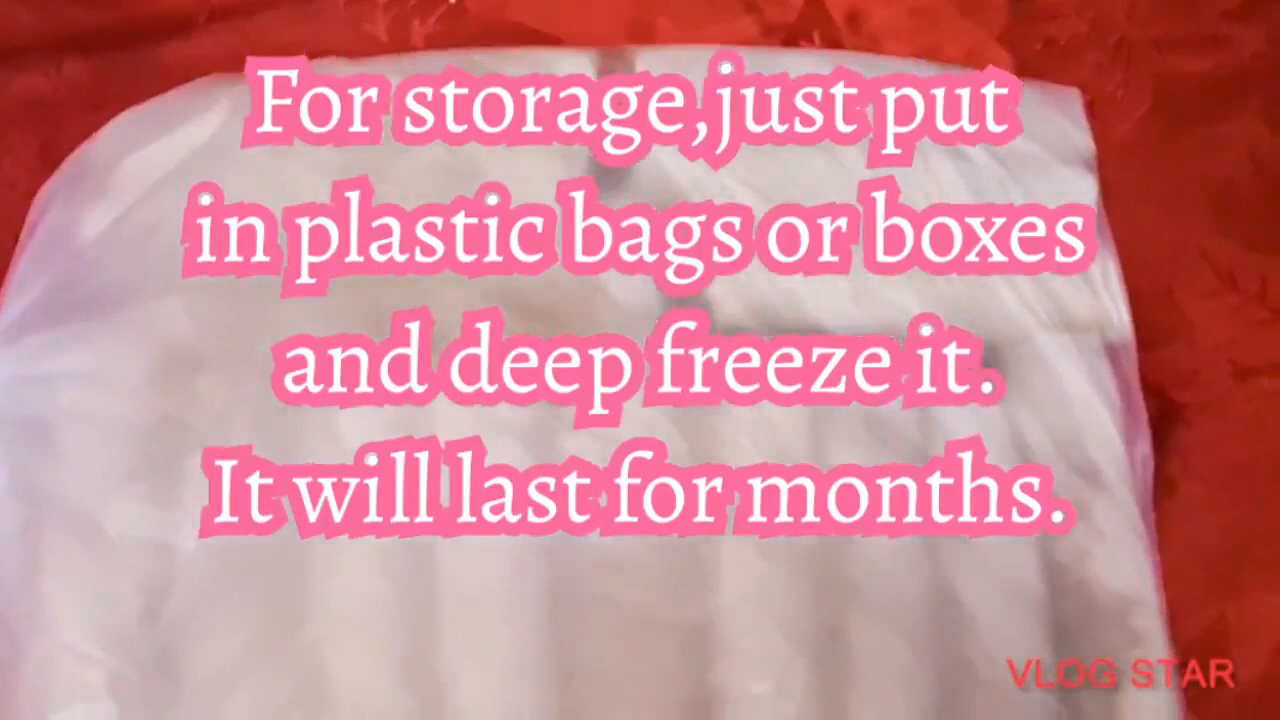 For storage,just put
in plastic bags or boxes
and deep freeze it.
It will last for months.
VLOG STAR